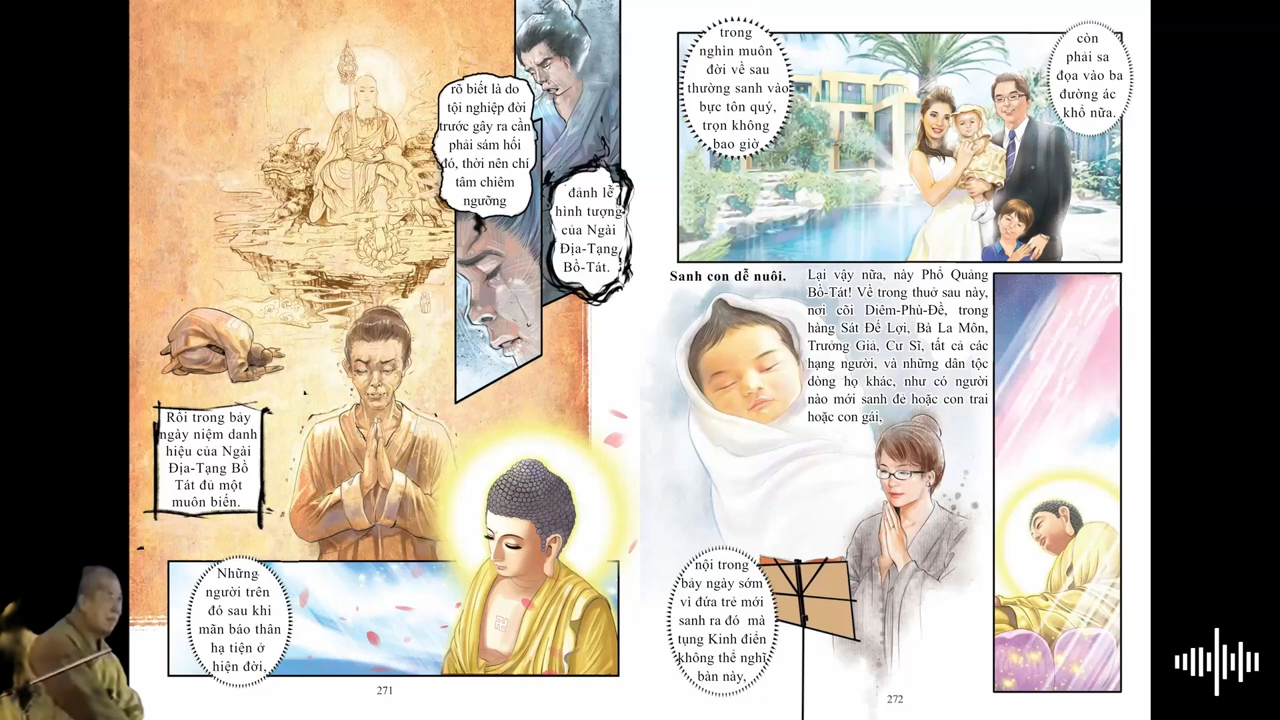 rõ biết là do
tội nghiệp đời
trước gây ra cần
phải sám hối
đó, thời nên chí
tâm chiêm
ngưỡng
đảnh lễ
hình tượng
của Ngài
Địa-Tạng
Bồ-Tát.
Rồi trong bảy
ngày niệm danh
hiệu của Ngài
Địa-Tạng Bồ
Tát đủ một
muôn biến.
Những
người trên
đó sau khi
mãn báo thân
hạ tiện ở
hiện đời,
271
trong
nghìn muôn
đời về sau
thường sanh vào
bực tôn quý,
trọn không
bao giờ
còn
phải sa
đọa vào ba
đường ác
khổ nữa.
Sanh con dễ nuôi.
Lại vậy nữa, này Phổ Quảng
Bồ-Tát! Về trong thuở sau này,
nơi cõi Diêm-Phù-Đề, trong
hàng Sát Đế Lợi, Bà La Môn,
Trưởng Giả, Cư Sĩ, tất cả các
hạng người, và những dân tộc
dòng họ khác, như có người
nào mới sanh đẻ hoặc con trai
hoặc con gái,
nội trong
bảy ngày sớm
vì đứa trẻ mới
sanh ra đó mà
tụng Kinh điển
không thể nghĩ
bàn này,
272